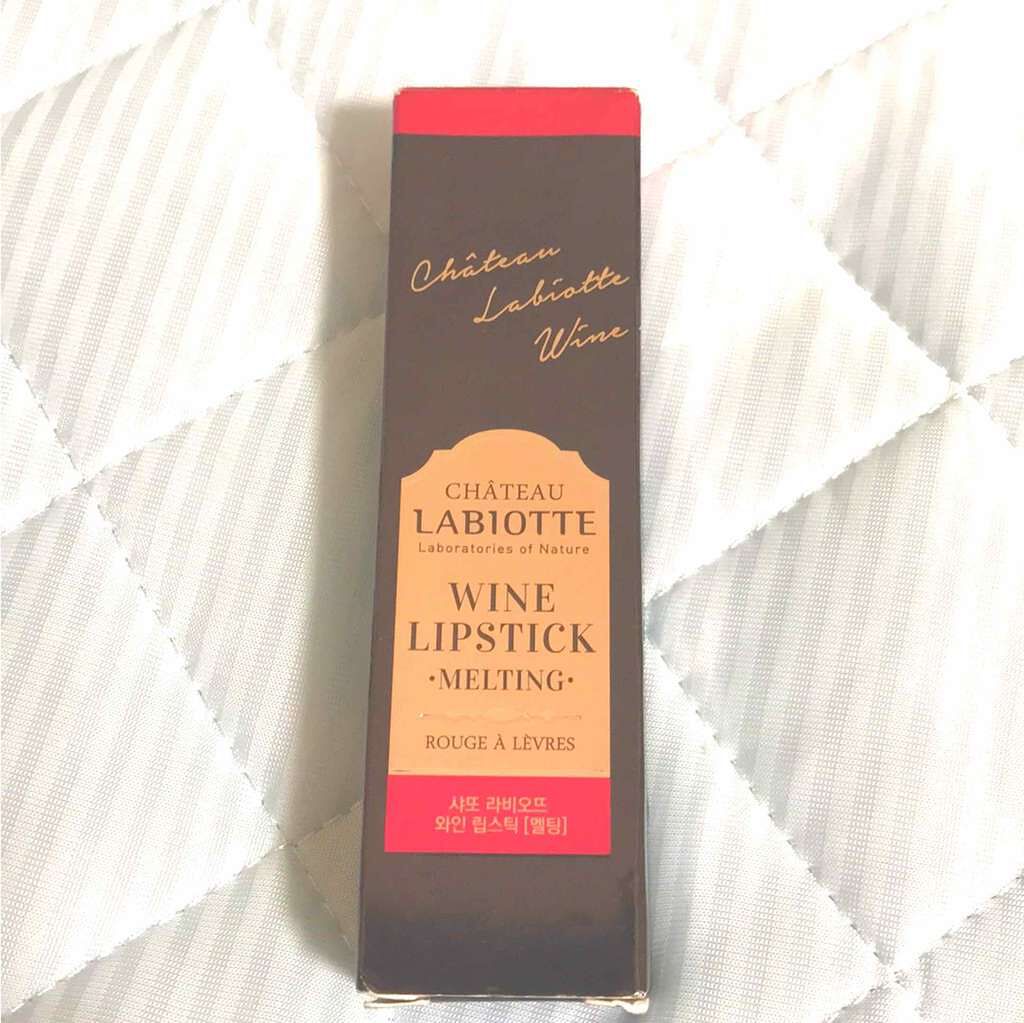 Château
Labiotte
Wine
CHÂTEAU
LABIOTTE
Laboratories of Nature
WINE
LIPSTICK
•MELTING•
ROUGE À LÈVRES
샤또 라비오뜨
와인 립스틱 [멜팅]